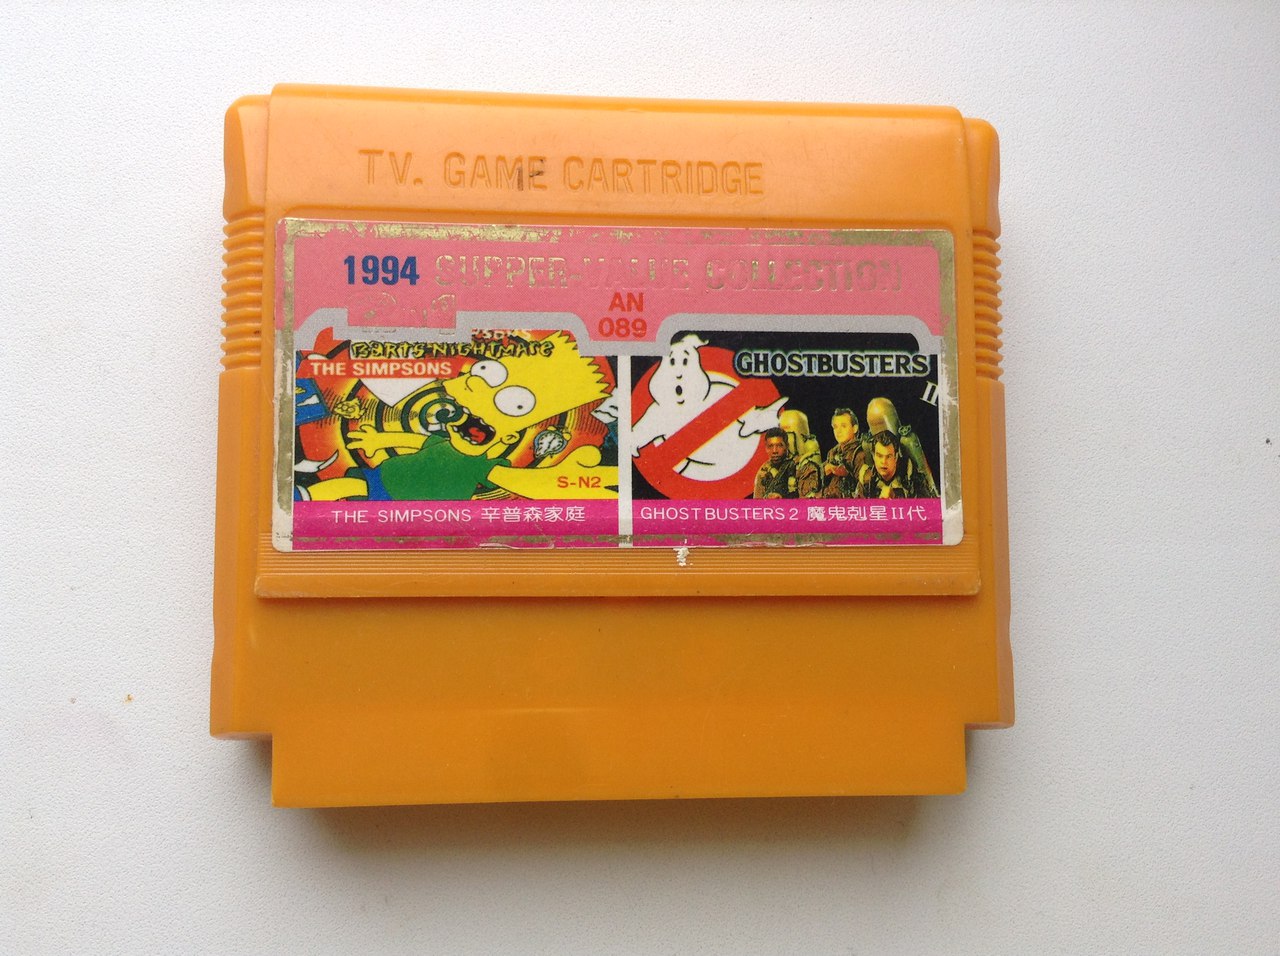 TV. GAME CARTRIDGE
1994 SUPPER-VALUE COLLECTION
AN
089
BART'S NIGHTMARE
THE SIMPSONS
S-N2
THE SIMPSONS 辛普森家庭
GHOSTBUSTERS
II
GHOSTBUSTERS 2 魔鬼剋星II代